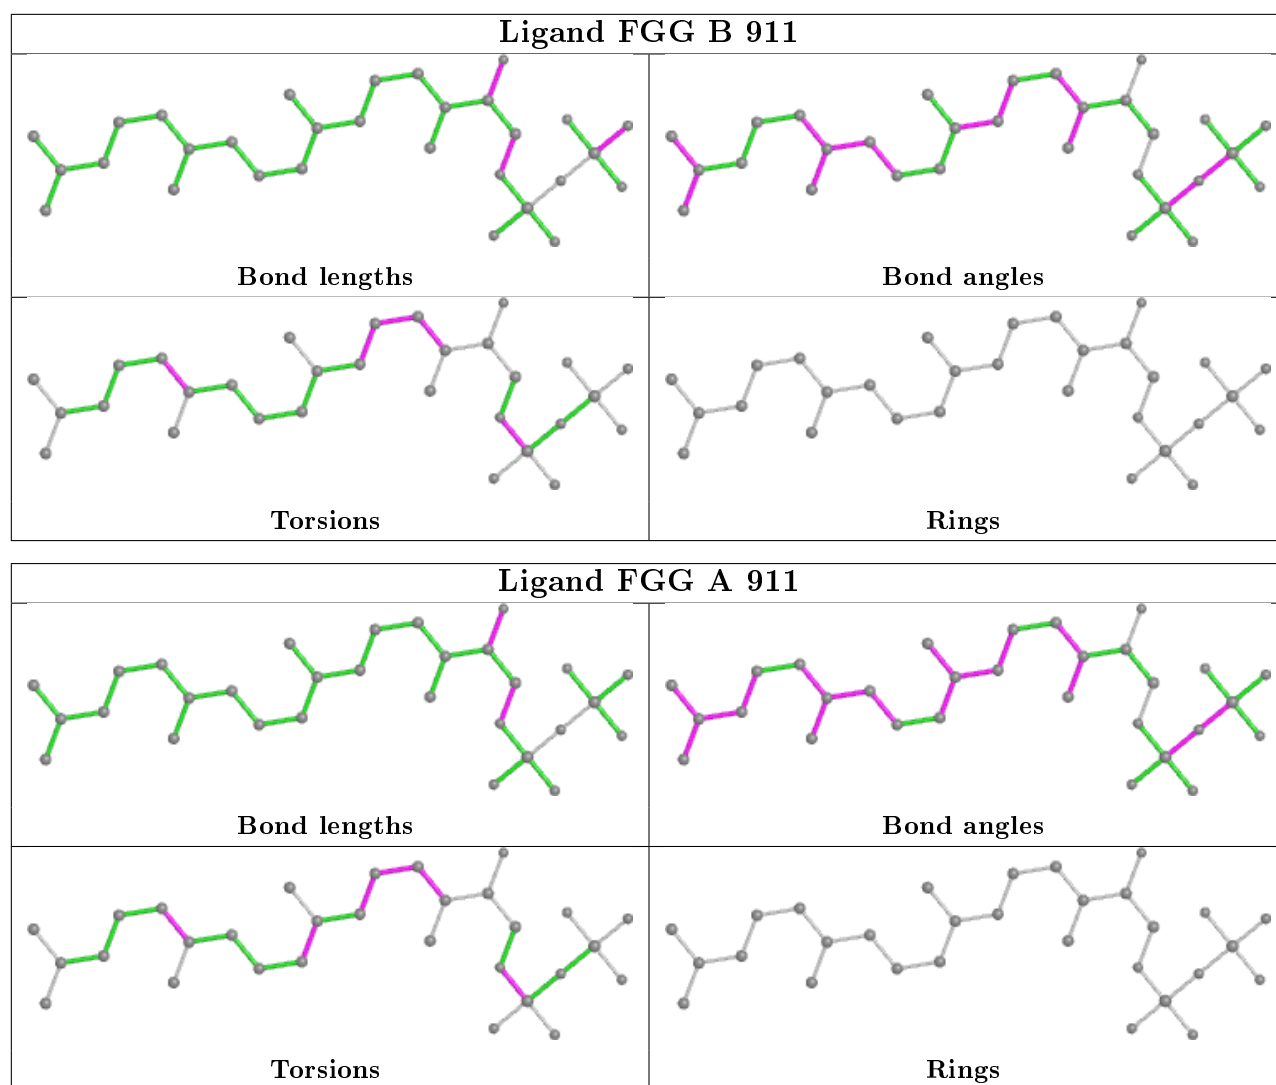 Ligand FGG B 911
Bond lengths
Bond angles
Torsions
Rings
Ligand FGG A 911
Bond lengths
Bond angles
Torsions
Rings